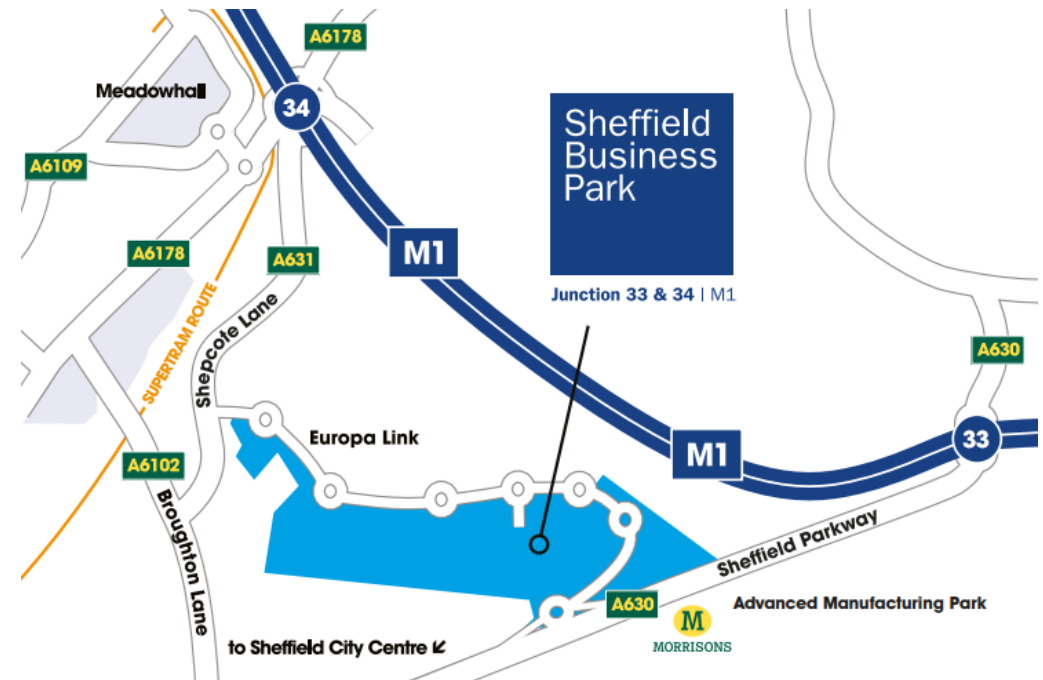 A6178
Meadowhall
34
A6109
Sheffield
Business
Park
A6178
A631
M1
Junction 33 & 34 | M1
SUPERTRAM ROUTE
Shepcote Lane
A630
Europa Link
M1
33
A6102
Broughton Lane
Sheffield Parkway
A630
Advanced Manufacturing Park
M
MORRISONS
to Sheffield City Centre ↙